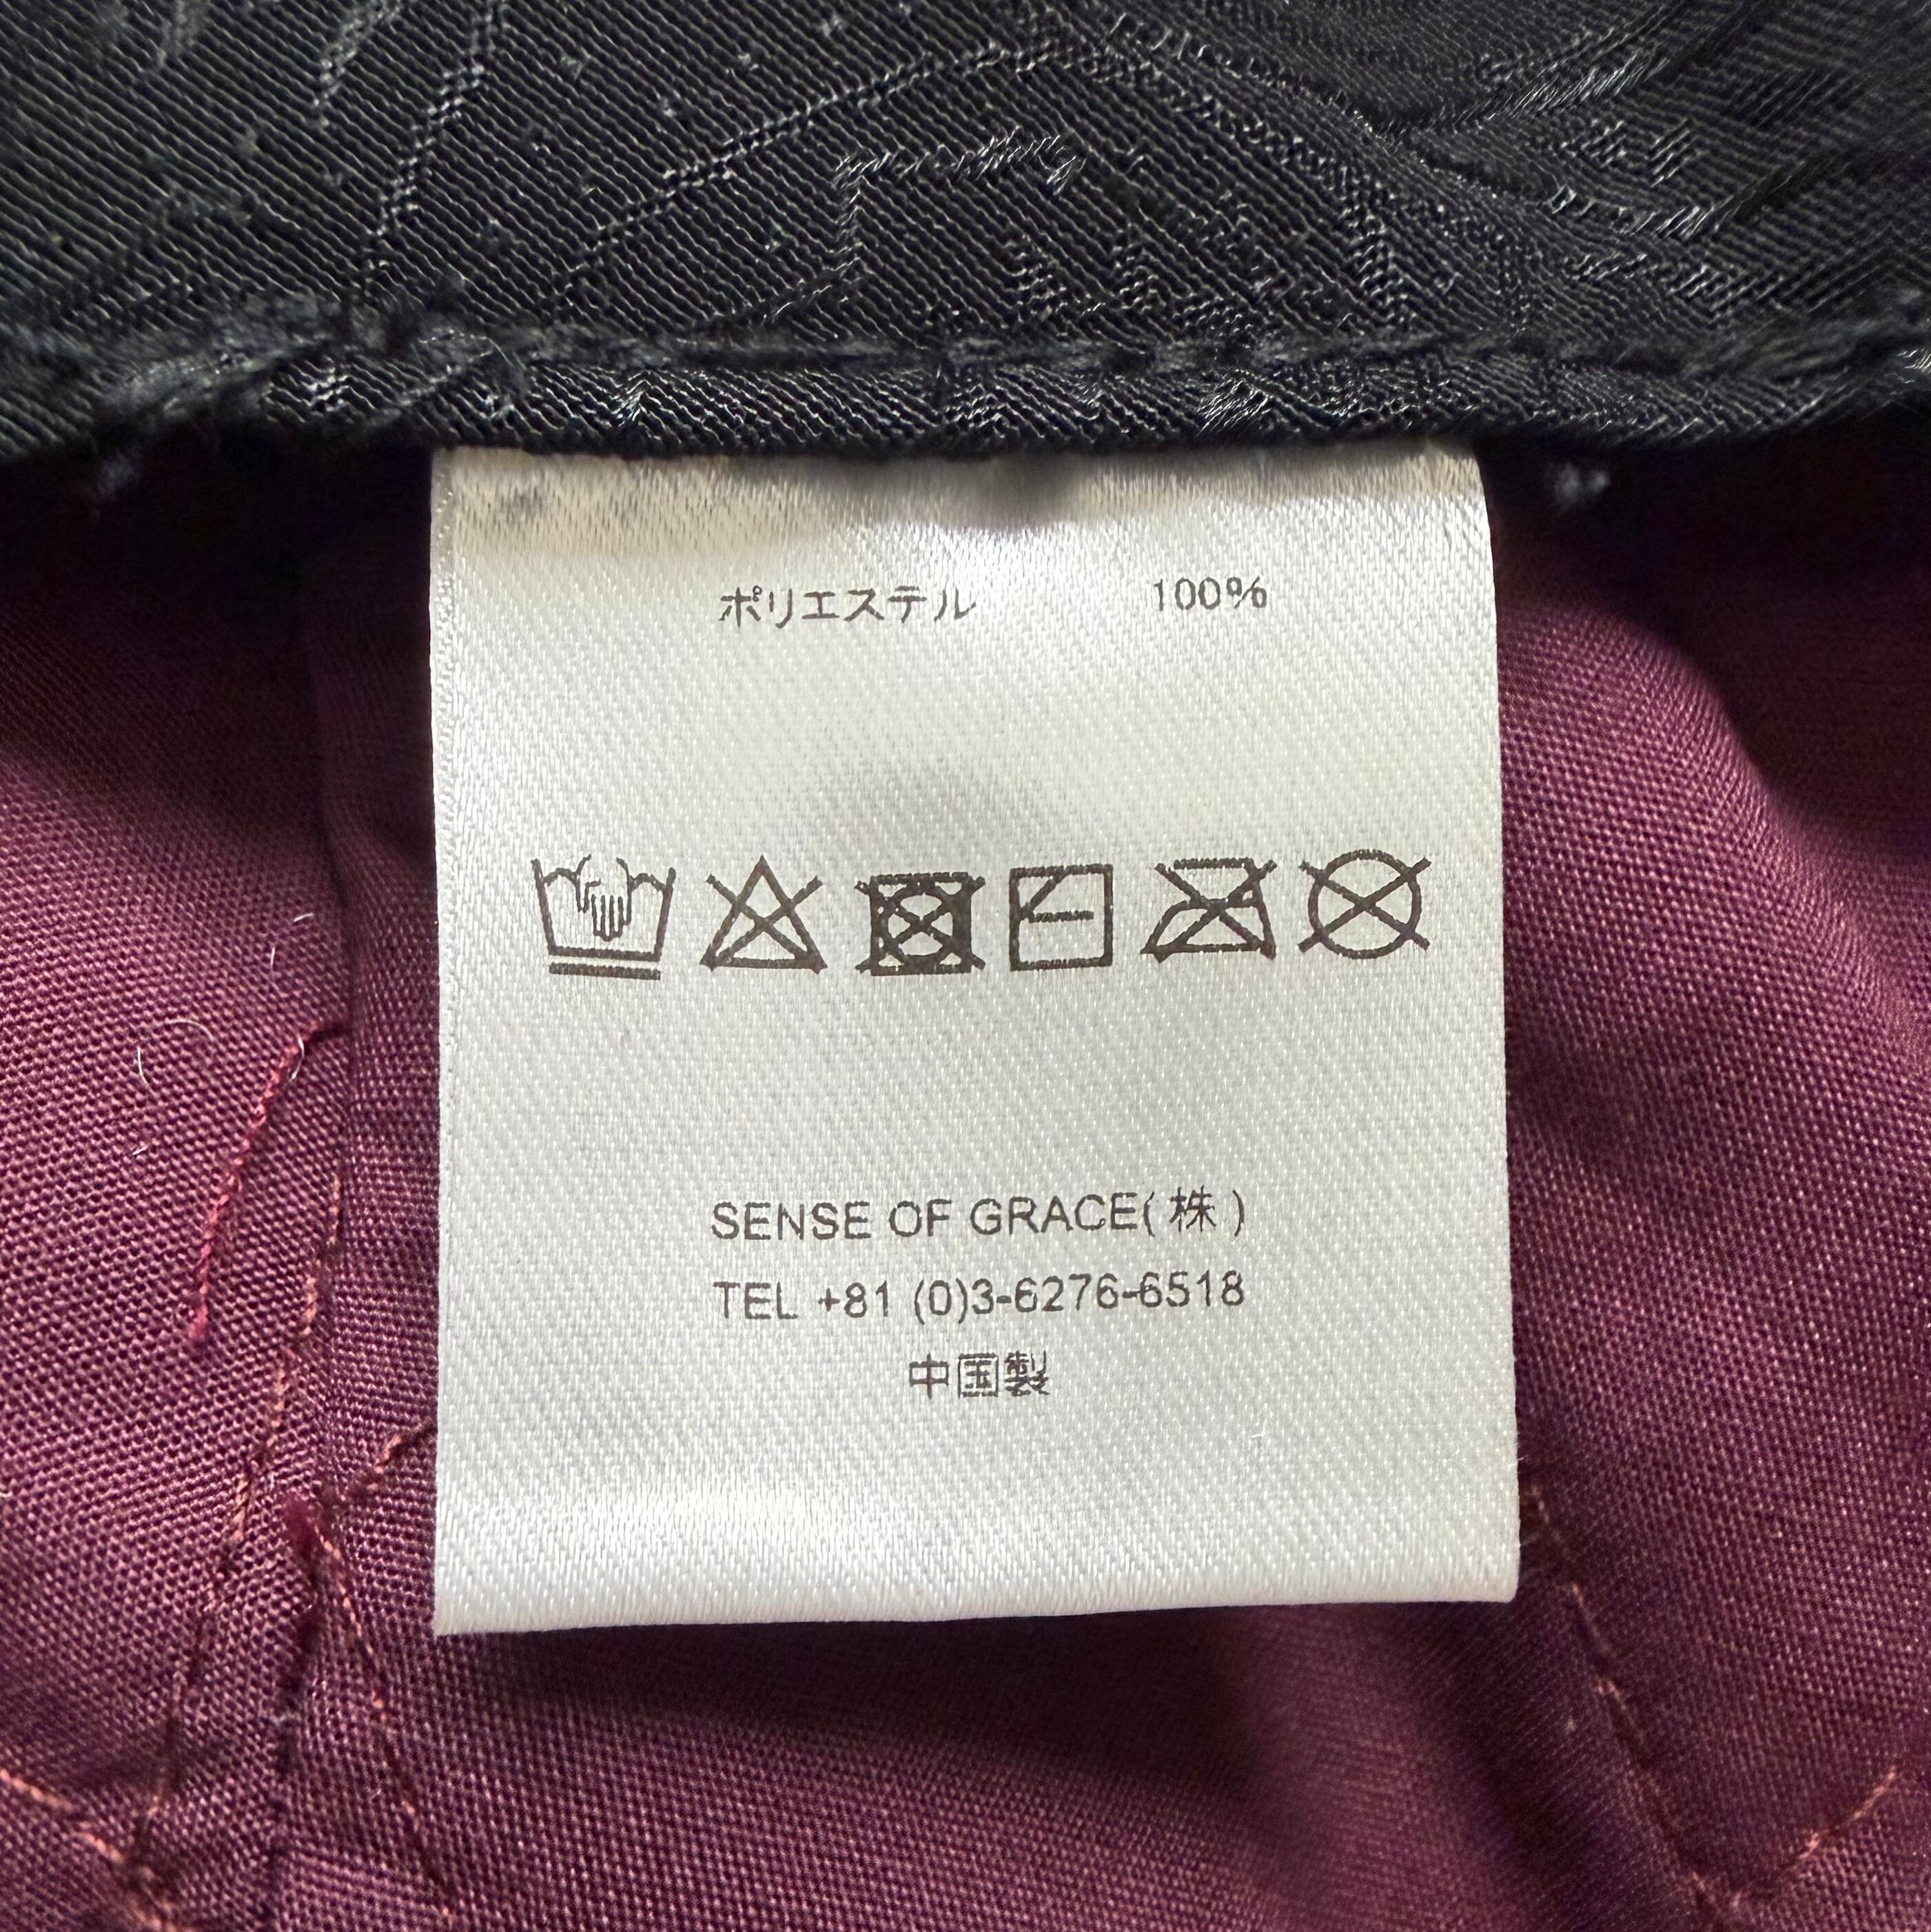 ポリエステル 100%
SENSE OF GRACE(株)
TEL +81 (0)3-6276-6518
中国製